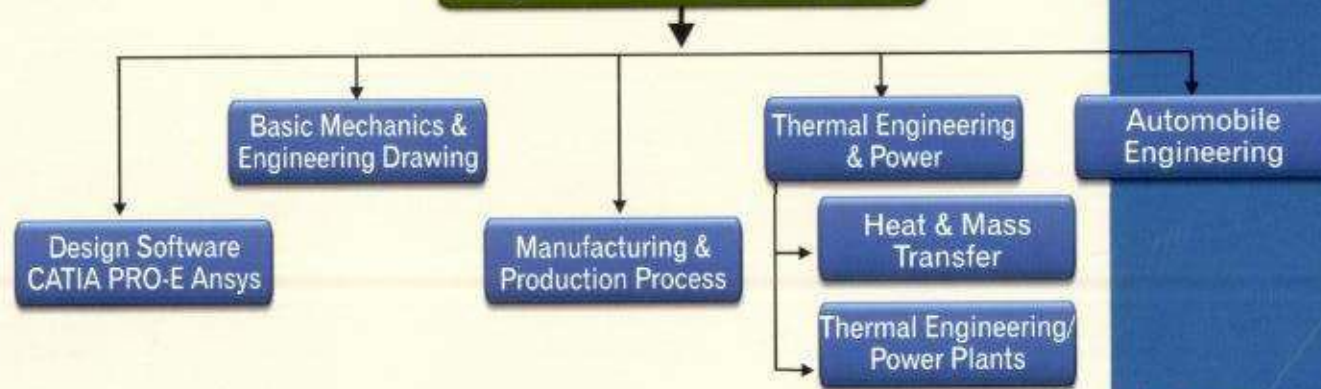 Basic Mechanics &
Engineering Drawing
Thermal Engineering
& Power
Automobile
Engineering
Design Software
CATIA PRO-E Ansys
Manufacturing &
Production Process
Heat & Mass
Transfer
Thermal Engineering/
Power Plants